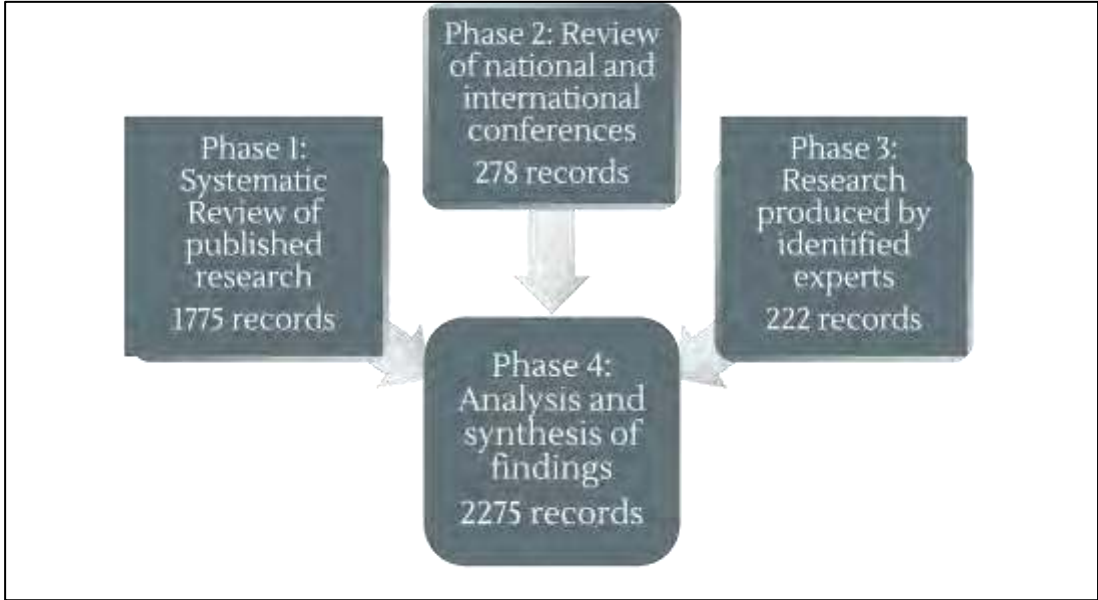 Phase 1:
Systematic
Review of
published
research
1775 records
Phase 2: Review
of national and
international
conferences
278 records
Phase 3:
Research
produced by
identified
experts
222 records
Phase 4:
Analysis and
synthesis of
findings
2275 records